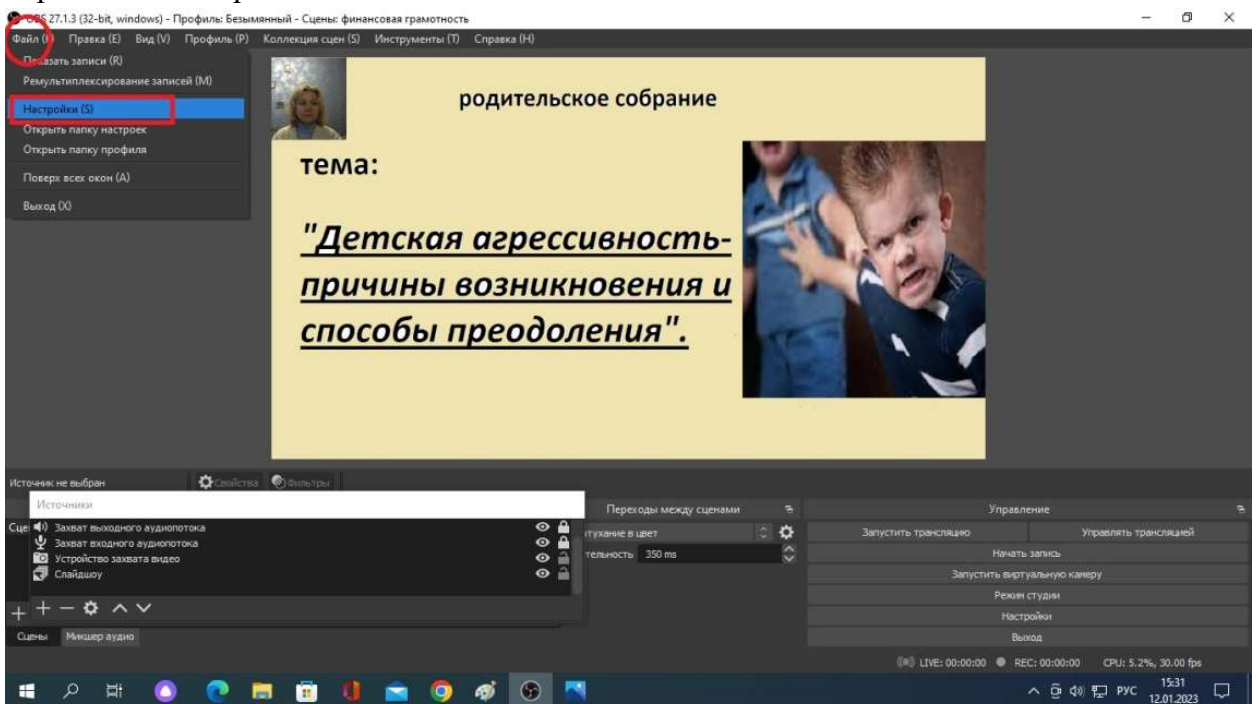 OBS 27.1.3 (32-bit, windows) - Профиль: Безымянный - Сцены: финансовая грамотность
Файл (F) Правка (E) Вид (V) Профиль (P) Коллекция сцен (S) Инструменты (T) Справка (H)
Показать записи (R)
Ремультиплексирование записей (M)
Настройки (S)
Открыть папку настроек
Открыть папку профиля
Поверх всех окон (A)
Выход (X)
родительское собрание
тема:
"Детская агрессивность-
причины возникновения и
способы преодоления".
Источник не выбран Свойства Фильтры
Источники
Переходы между сценами
Управление
Захват выходного аудиопотока
Захват входного аудиопотока
Устройство захвата видео
Слайдшоу
350 ms
Запустить трансляцию Управлять трансляцией
Начать запись
Запустить виртуальную камеру
Режим студии
Настройки
Выход
Сцены Микшер аудио
LIVE: 00:00:00 REC: 00:00:00 CPU: 5.2%, 30.00 fps
РУС 15:31
12.01.2023